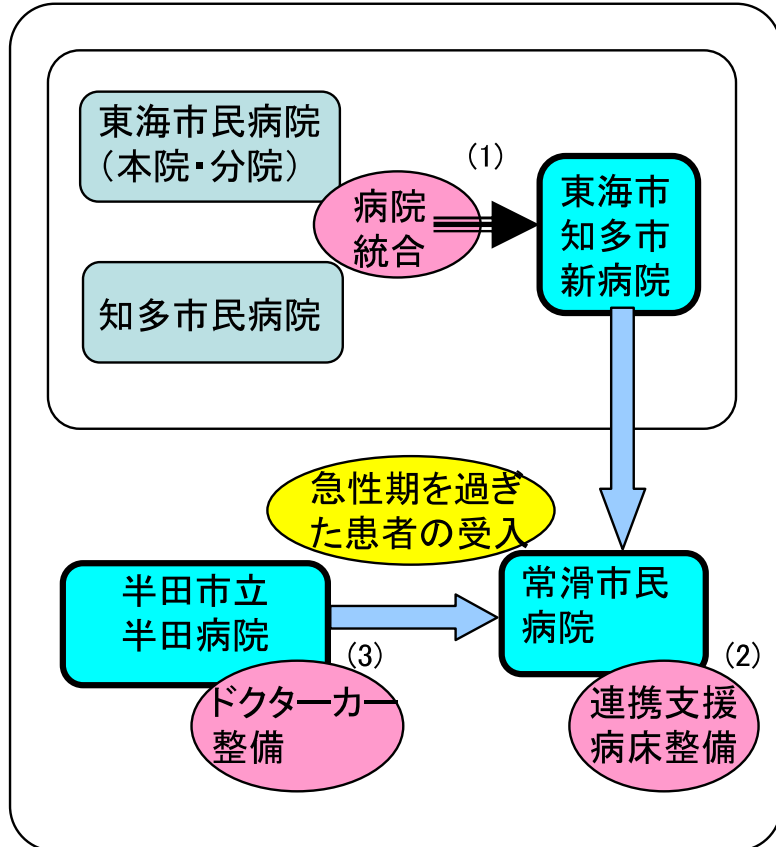 東海市民病院
（本院・分院）
病院
統合
(1)
東海市
知多市
新病院
知多市民病院
急性期を過ぎ
た患者の受入
半田市立
半田病院
常滑市民
病院
(3)
ドクターカー
整備
(2)
連携支援
病床整備